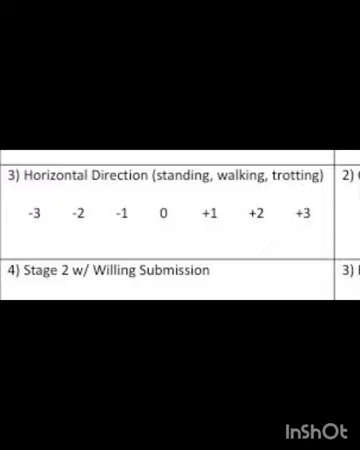 3) Horizontal Direction (standing, walking, trotting)
2)
-3 -2 -1 0 +1 +2 +3
4) Stage 2 w/ Willing Submission
3)
InShOt